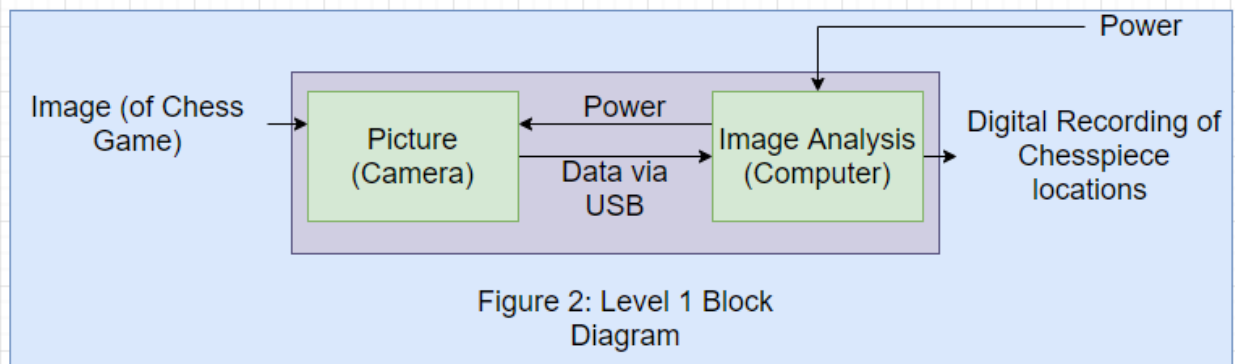 Power
Image (of Chess
Game)
Picture
(Camera)
Power
Data via
USB
Image Analysis
(Computer)
Digital Recording of
Chesspiece
locations
Figure 2: Level 1 Block
Diagram